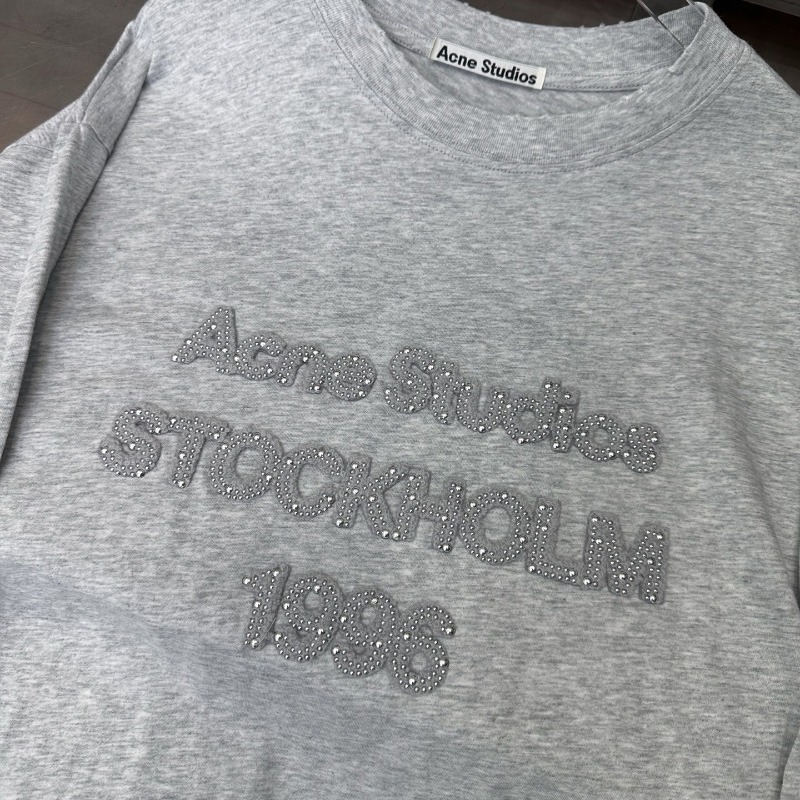 Acne Studios
Acne Studios
STOCKHOLM
1996